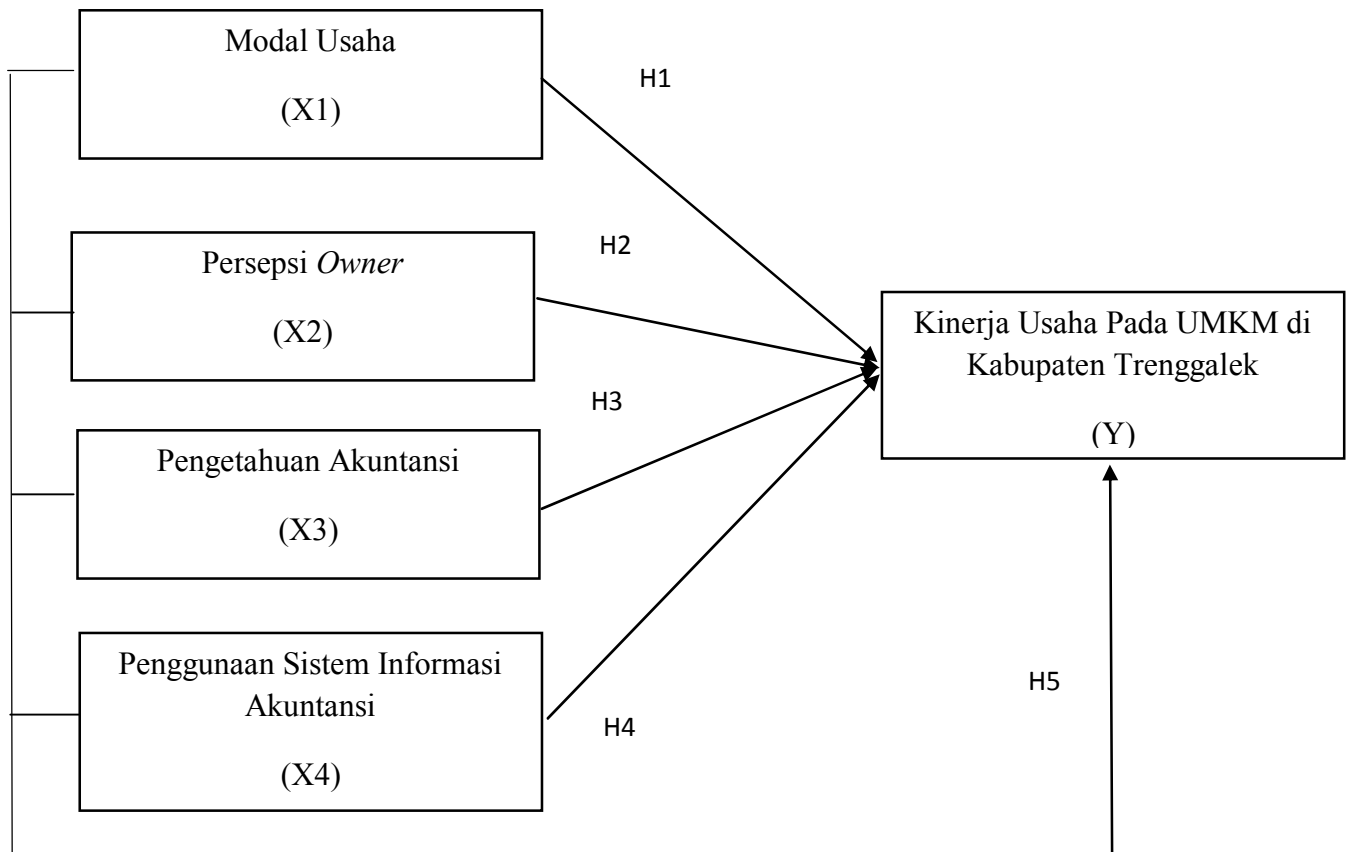 Modal Usaha
(X1)
H1
Persepsi Owner
(X2)
H2
Pengetahuan Akuntansi
(X3)
H3
Penggunaan Sistem Informasi
Akuntansi
(X4)
H4
Kinerja Usaha Pada UMKM di
Kabupaten Trenggalek
(Y)
H5